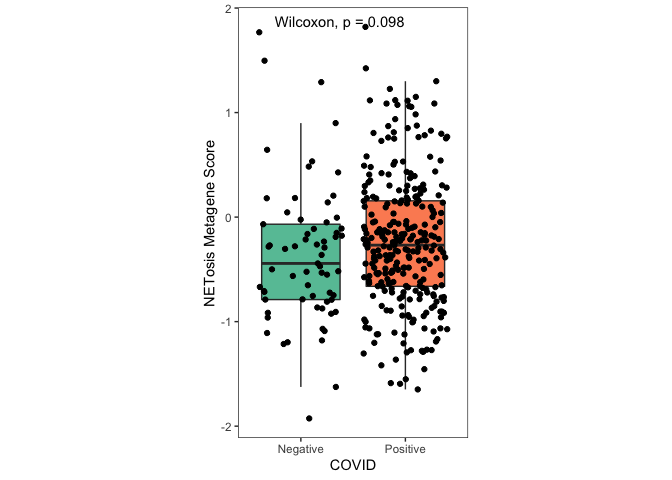 Wilcoxon, p = 0.098
NETosis Metagene Score
2
1
0
-1
-2
Negative
Positive
COVID